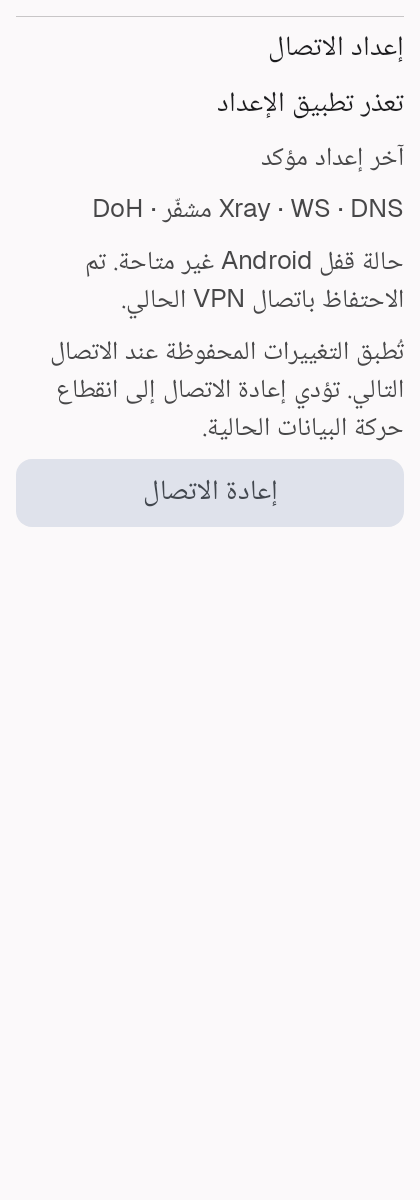 إعداد الاتصال
تعذر تطبيق الإعداد
آخر إعداد مؤكد
Xray · WS · DNS مشفّر · DoH
حالة قفل Android غير متاحة. تم
الاحتفاظ باتصال VPN الحالي.
تُطبق التغييرات المحفوظة عند الاتصال
التالي. تؤدي إعادة الاتصال إلى انقطاع
حركة البيانات الحالية.
إعادة الاتصال